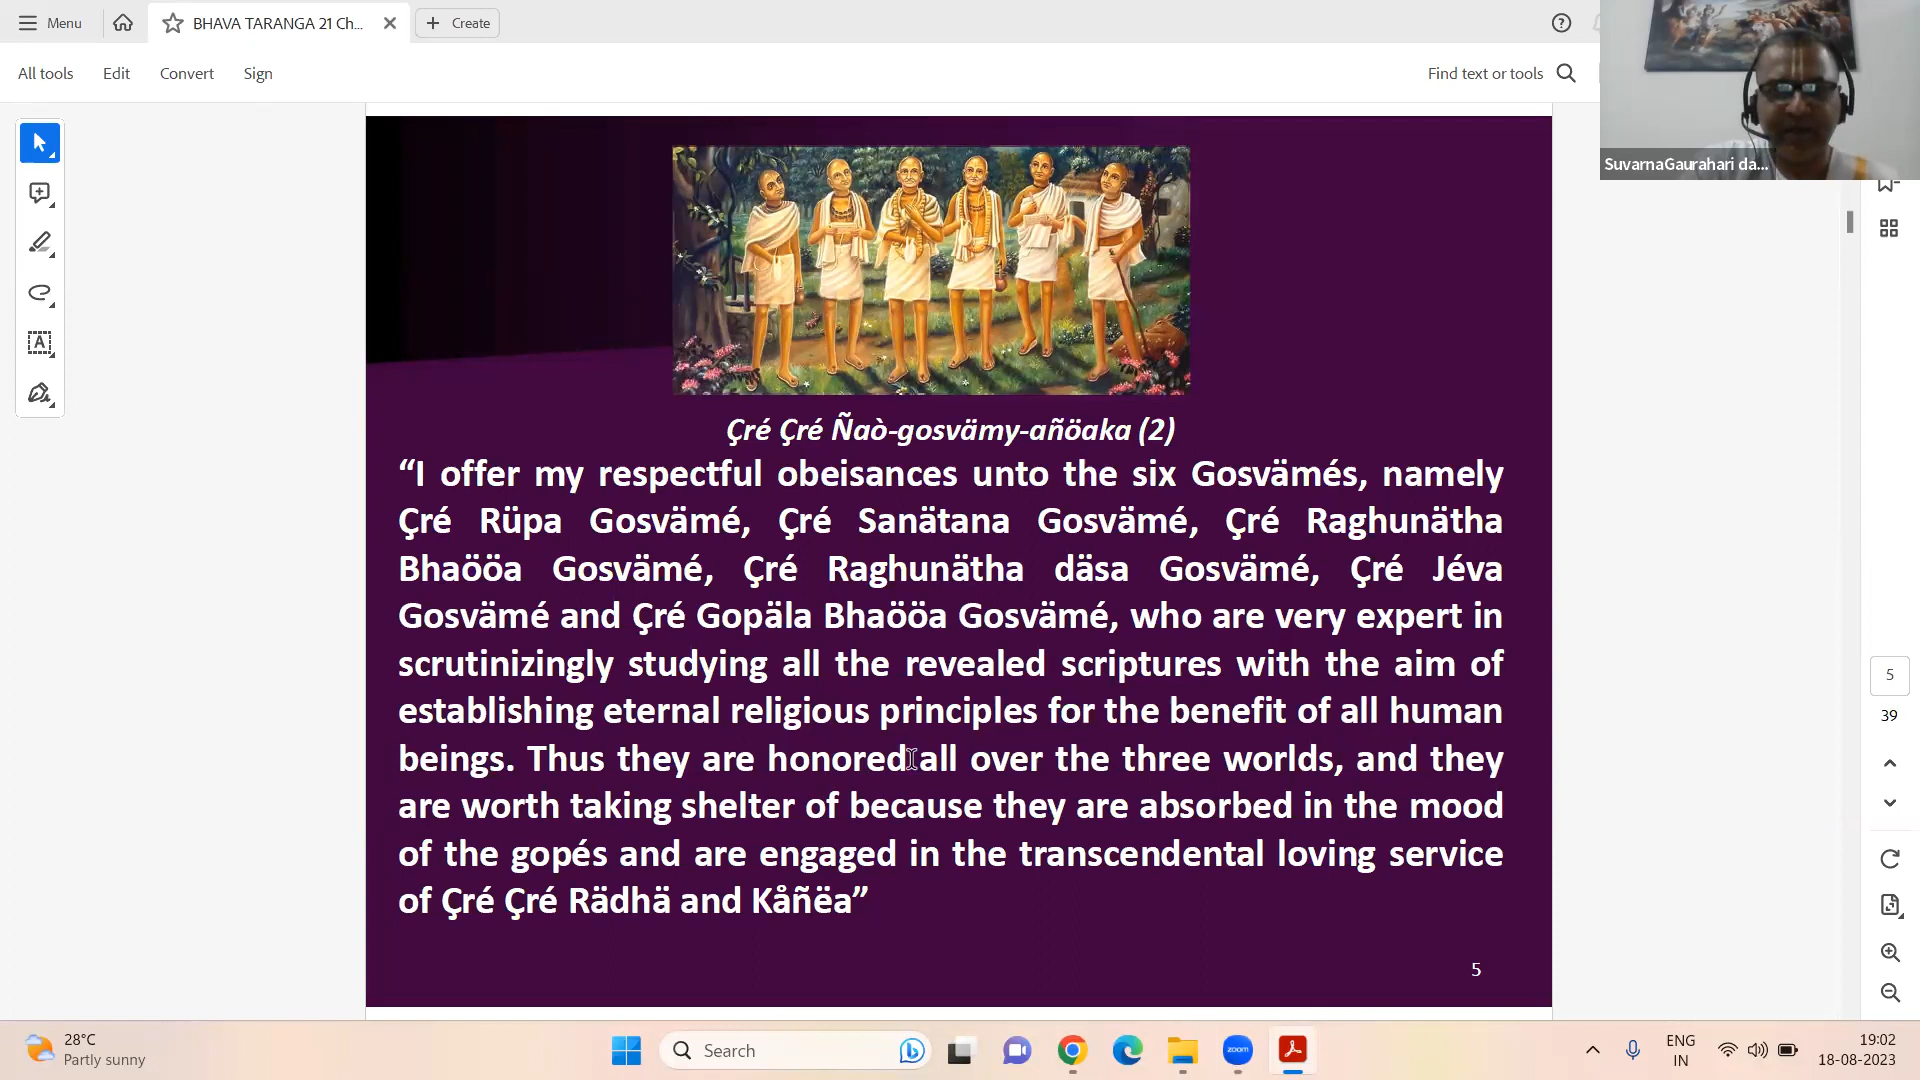 Menu
BHAVA TARANGA 21 Ch...
Create
All tools
Edit
Convert
Sign
Find text or tools
SuvarnaGaurahari da...
Çré Çré Ñaò-gosvämy-añöaka (2)
“I offer my respectful obeisances unto the six Gosvämés, namely
Çré Rüpa Gosvämé, Çré Sanätana Gosvämé, Çré Raghunätha
Bhaööa Gosvämé, Çré Raghunätha däsa Gosvämé, Çré Jéva
Gosvämé and Çré Gopäla Bhaööa Gosvämé, who are very expert in
scrutinizingly studying all the revealed scriptures with the aim of
establishing eternal religious principles for the benefit of all human
beings. Thus they are honored all over the three worlds, and they
are worth taking shelter of because they are absorbed in the mood
of the gopés and are engaged in the transcendental loving service
of Çré Çré Rädhä and Kåñëa”
5
5
39
28°C
Partly sunny
Search
zoom
ENG
IN
19:02
18-08-2023